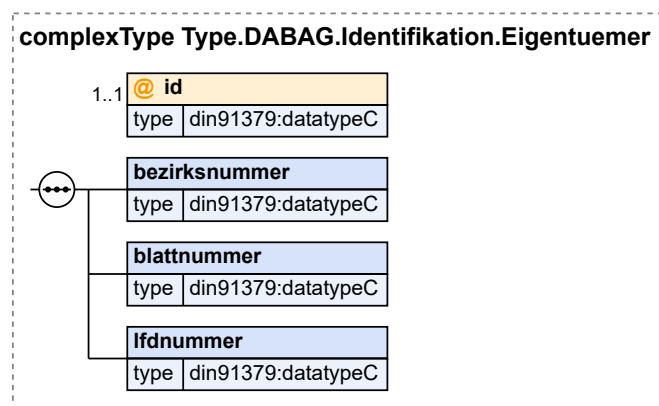 complexType Type.DABAG.Identifikation.Eigentuemer
1..1 @ id
type din91379:datatypeC
bezirksnummer
type din91379:datatypeC
blattnummer
type din91379:datatypeC
lfdnummer
type din91379:datatypeC